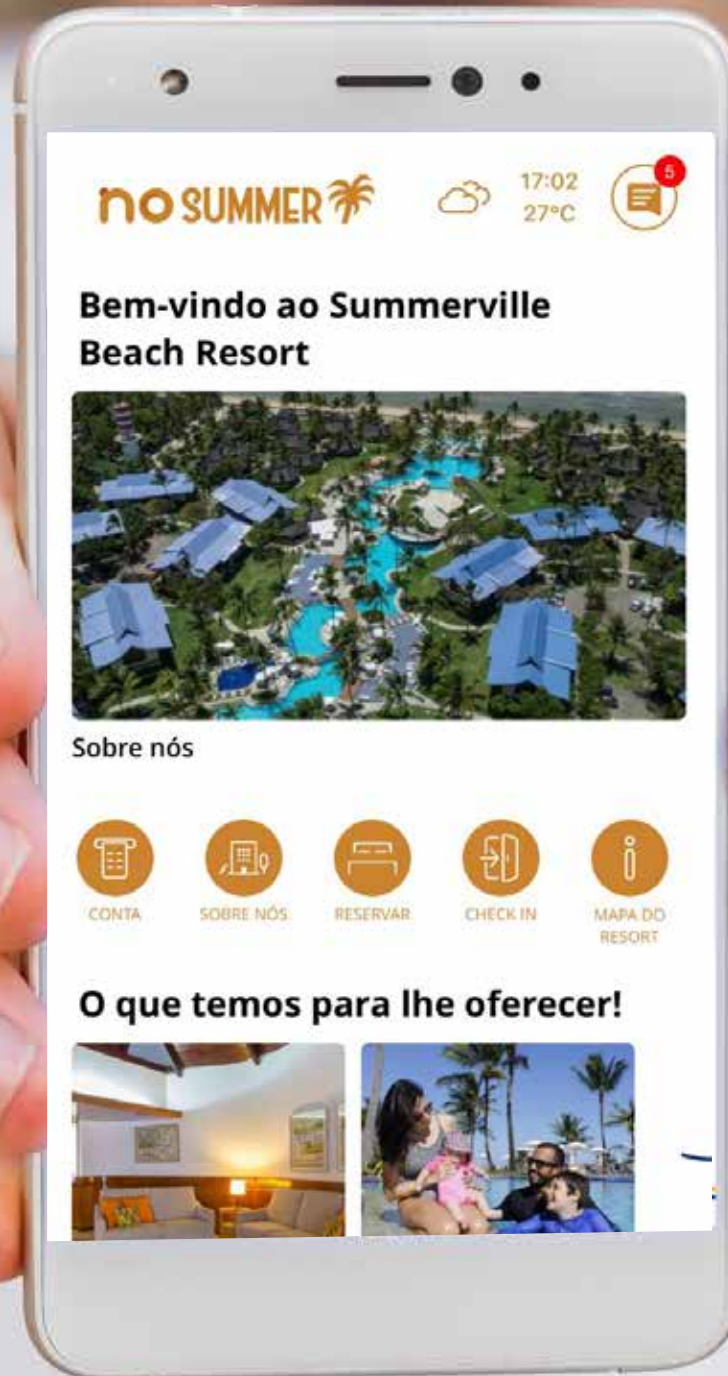 no SUMMER
17:02
27°C
5
Bem-vindo ao Summerville
Beach Resort
Sobre nós
CONTA
SOBRE NÓS
RESERVAR
CHECK IN
MAPA DO
RESORT
O que temos para lhe oferecer!